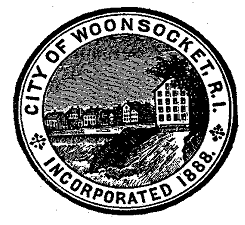 CITY OF WOONSOCKET, R.I.
INCORPORATED 1888.